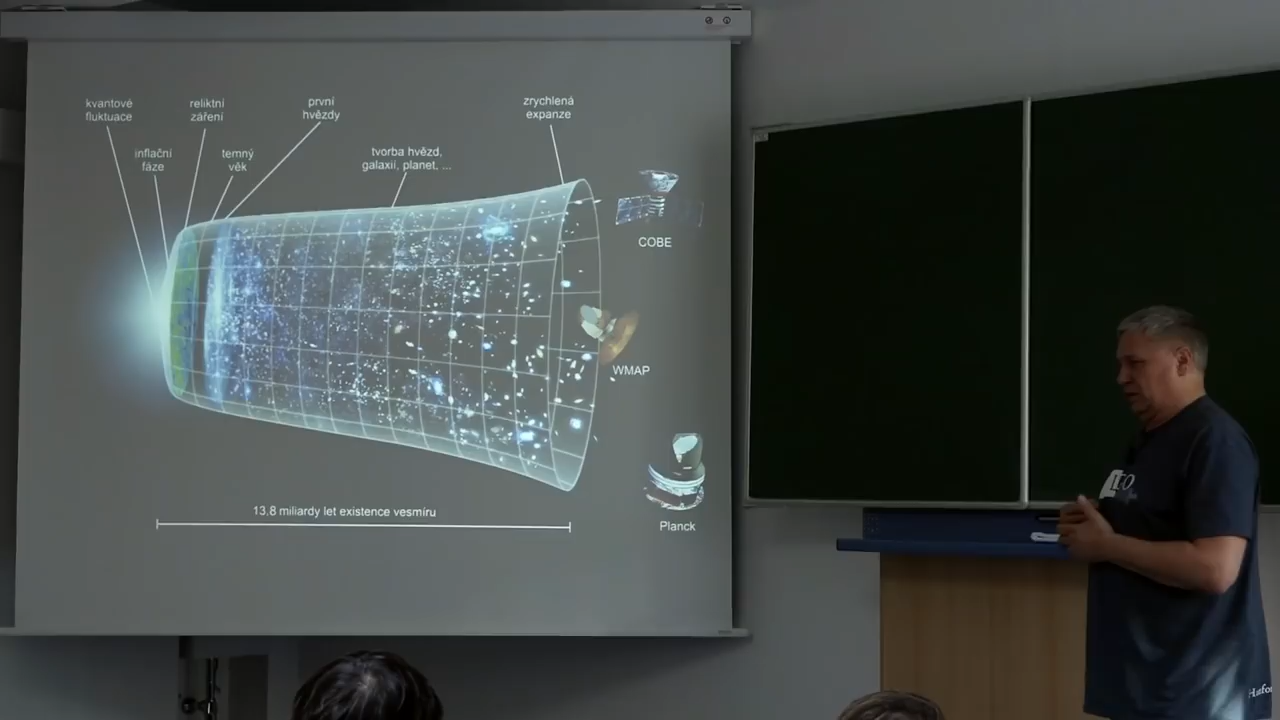 kvantové
fluktuace
reliktní
záření
první
hvězdy
zrychlená
expanze
inflační
fáze
temný
věk
tvorba hvězd,
galaxií, planet, ...
COBE
WMAP
Planck
13.8 miliardy let existence vesmíru